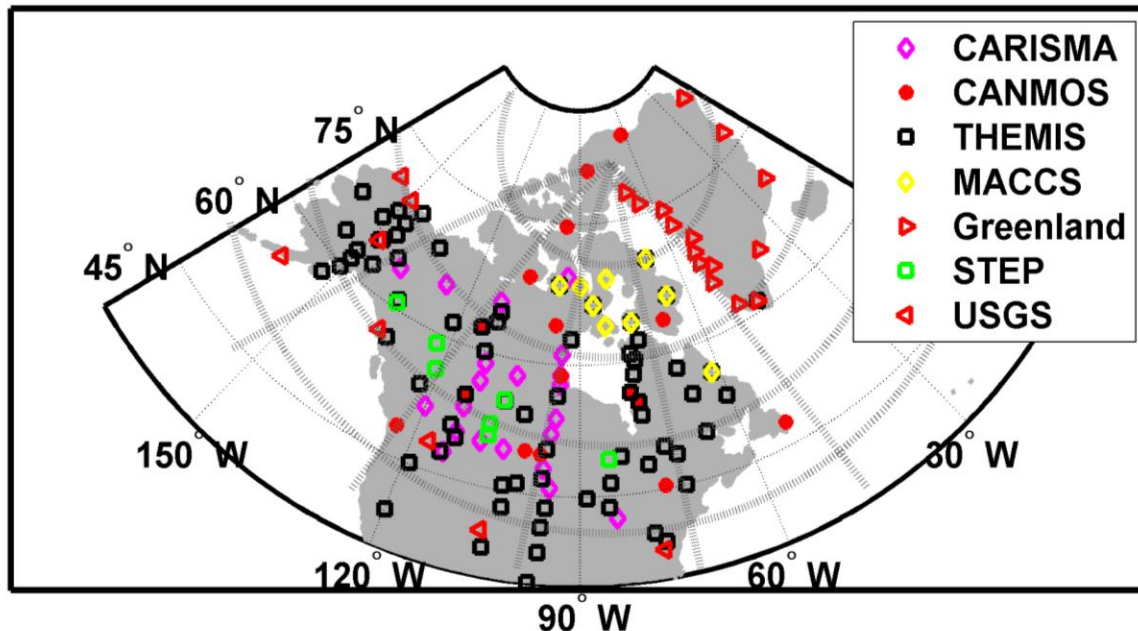 CARISMA
CANMOS
THEMIS
MACCS
Greenland
STEP
USGS
75° N
60° N
45° N
150° W
120° W
90° W
60° W
30° W